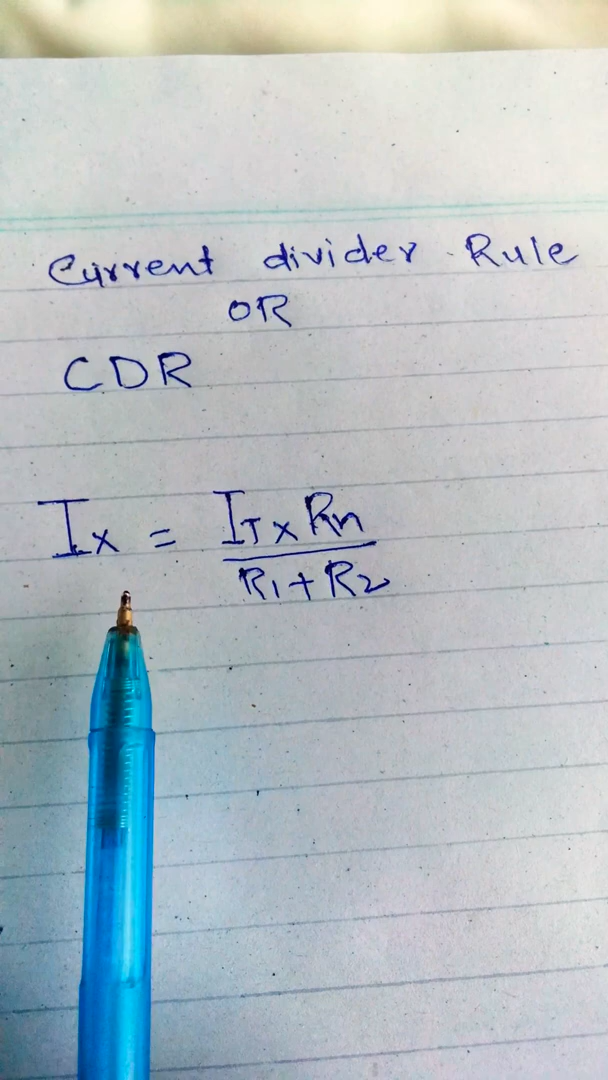 Current divider Rule
OR
CDR
Ix = IT x Rn
R1 + R2